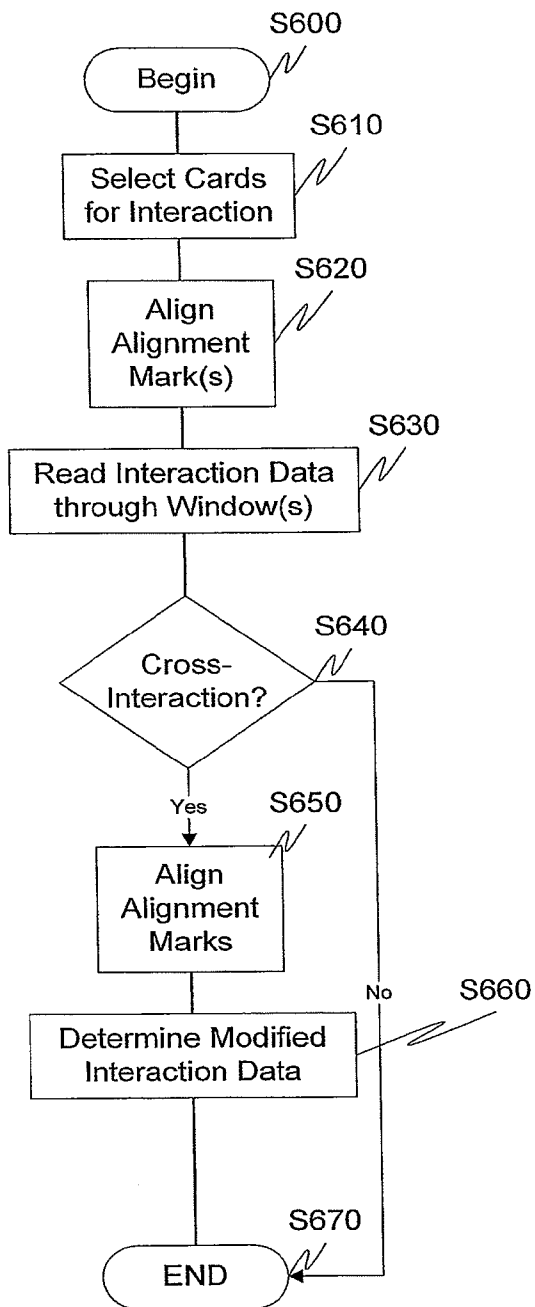 S600
Begin
S610
Select Cards
for Interaction
S620
Align
Alignment
Mark(s)
S630
Read Interaction Data
through Window(s)
S640
Cross-
Interaction?
Yes
S650
Align
Alignment
Marks
No
S660
Determine Modified
Interaction Data
S670
END